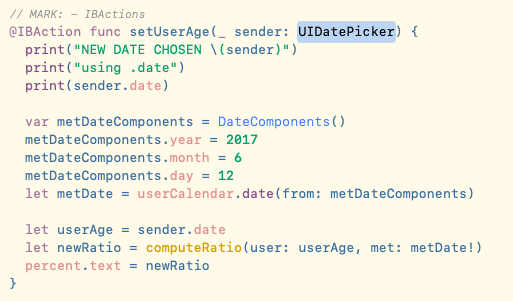 // MARK: – IBActions
@IBAction func setUserAge(_ sender: UIDatePicker) {
  print("NEW DATE CHOSEN \(sender)")
  print("using .date")
  print(sender.date)

  var metDateComponents = DateComponents()
  metDateComponents.year = 2017
  metDateComponents.month = 6
  metDateComponents.day = 12
  let metDate = userCalendar.date(from: metDateComponents)

  let userAge = sender.date
  let newRatio = computeRatio(user: userAge, met: metDate!)
  percent.text = newRatio
}